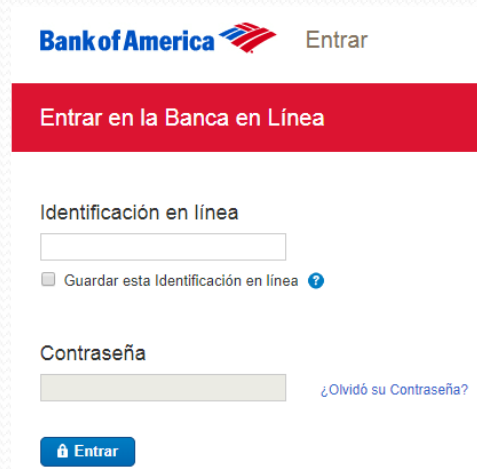 Bank of America Entrar
Entrar en la Banca en Línea
Identificación en línea
Guardar esta Identificación en línea ?
Contraseña
¿Olvidó su Contraseña?
Entrar